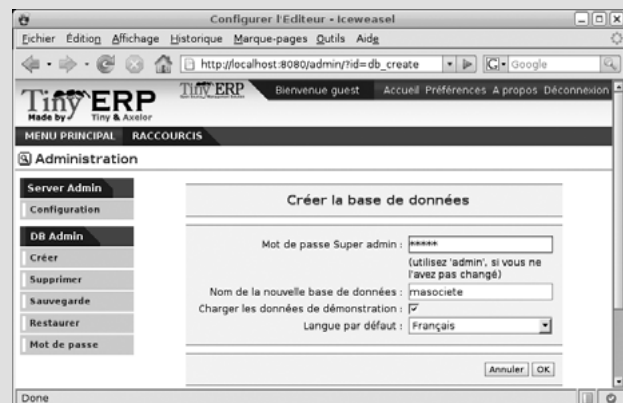 Configurer l'Editeur - Iceweasel
Fichier Édition Affichage Historique Marque-pages Outils Aide
http://localhost:8080/admin/?id=db_create
Google
Tiny ERP
Made by Tiny & Axelor
Tiny ERP
Bienvenue guest
Accueil Préférences A propos Déconnexion
MENU PRINCIPAL RACCOURCIS
Administration
Server Admin
Configuration
DB Admin
Créer
Supprimer
Sauvegarde
Restaurer
Mot de passe
Créer la base de données
Mot de passe Super admin : *****
(utilisez 'admin', si vous ne
l'avez pas changé)
Nom de la nouvelle base de données : masociete
Charger les données de démonstration :
Langue par défaut : Français
Annuler OK
Done